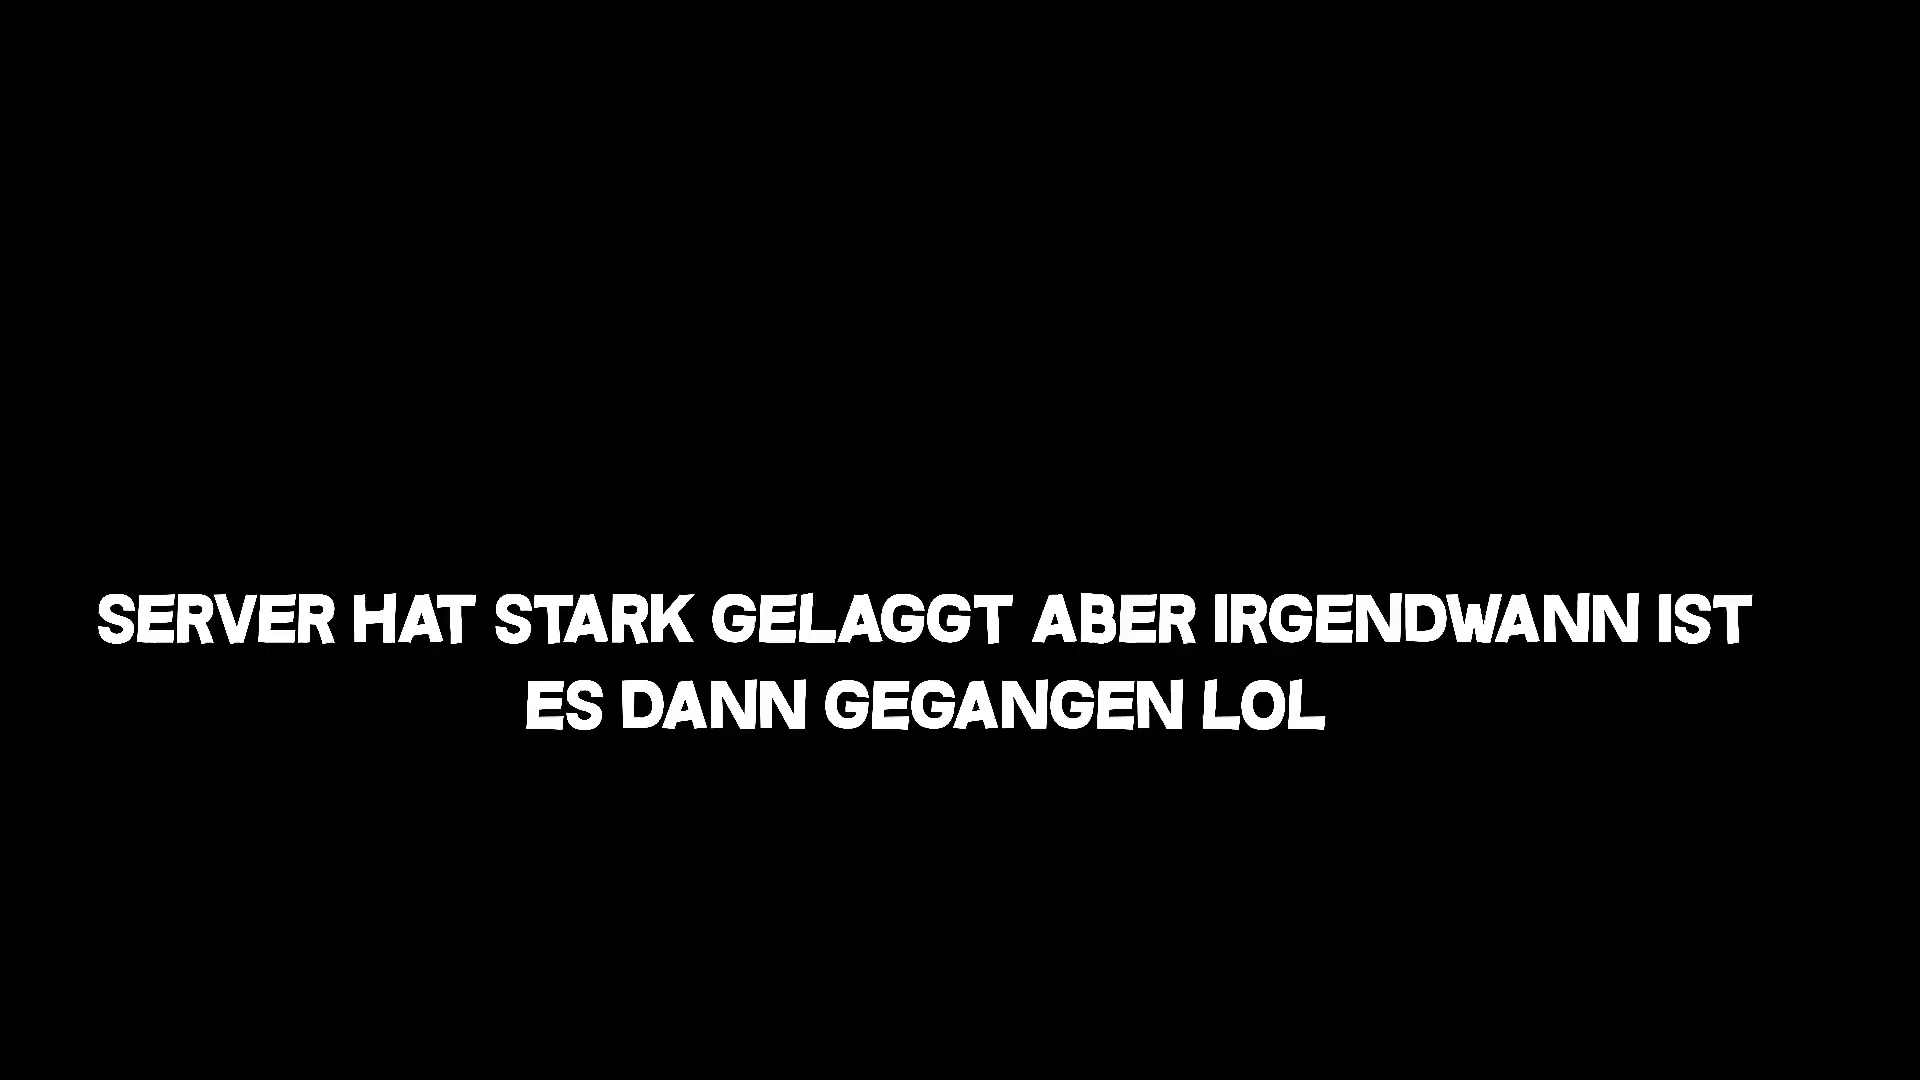 SERVER HAT STARK GELAGGT ABER IRGENDWANN IST
ES DANN GEGANGEN LOL